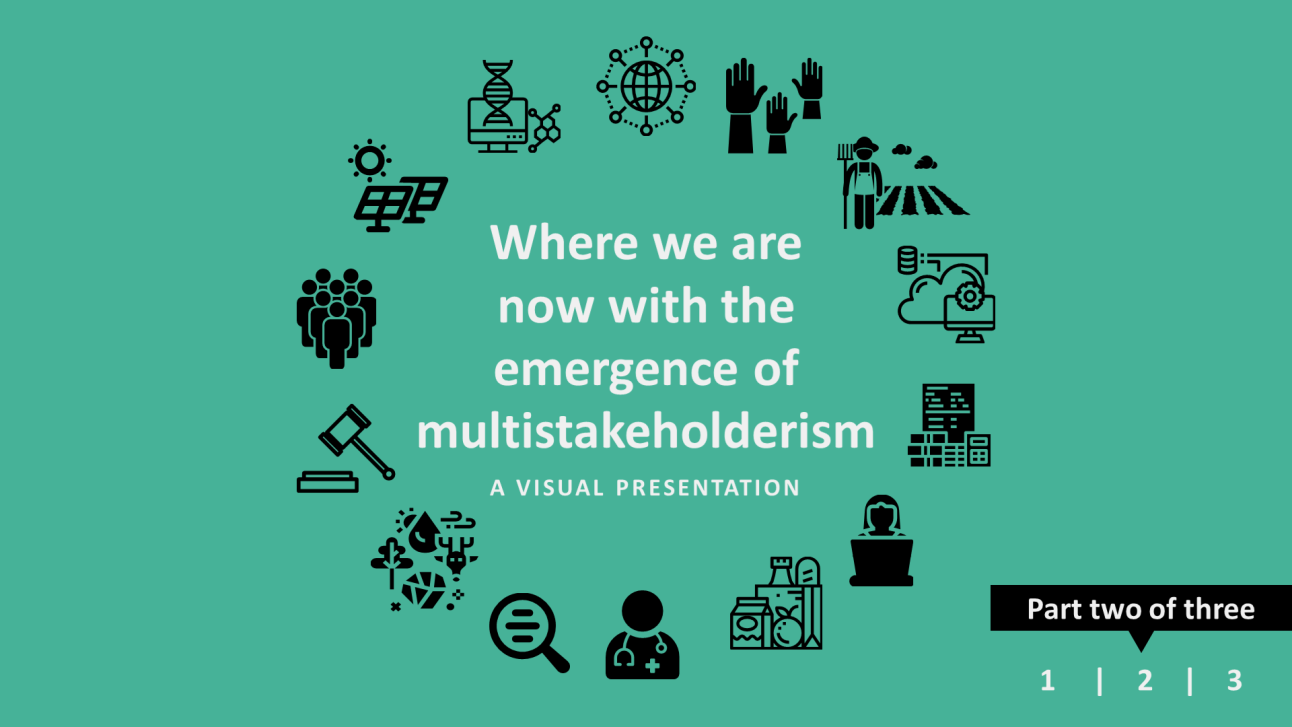 Where we are
now with the
emergence of
multistakeholderism
A VISUAL PRESENTATION
Part two of three
1 | 2 | 3